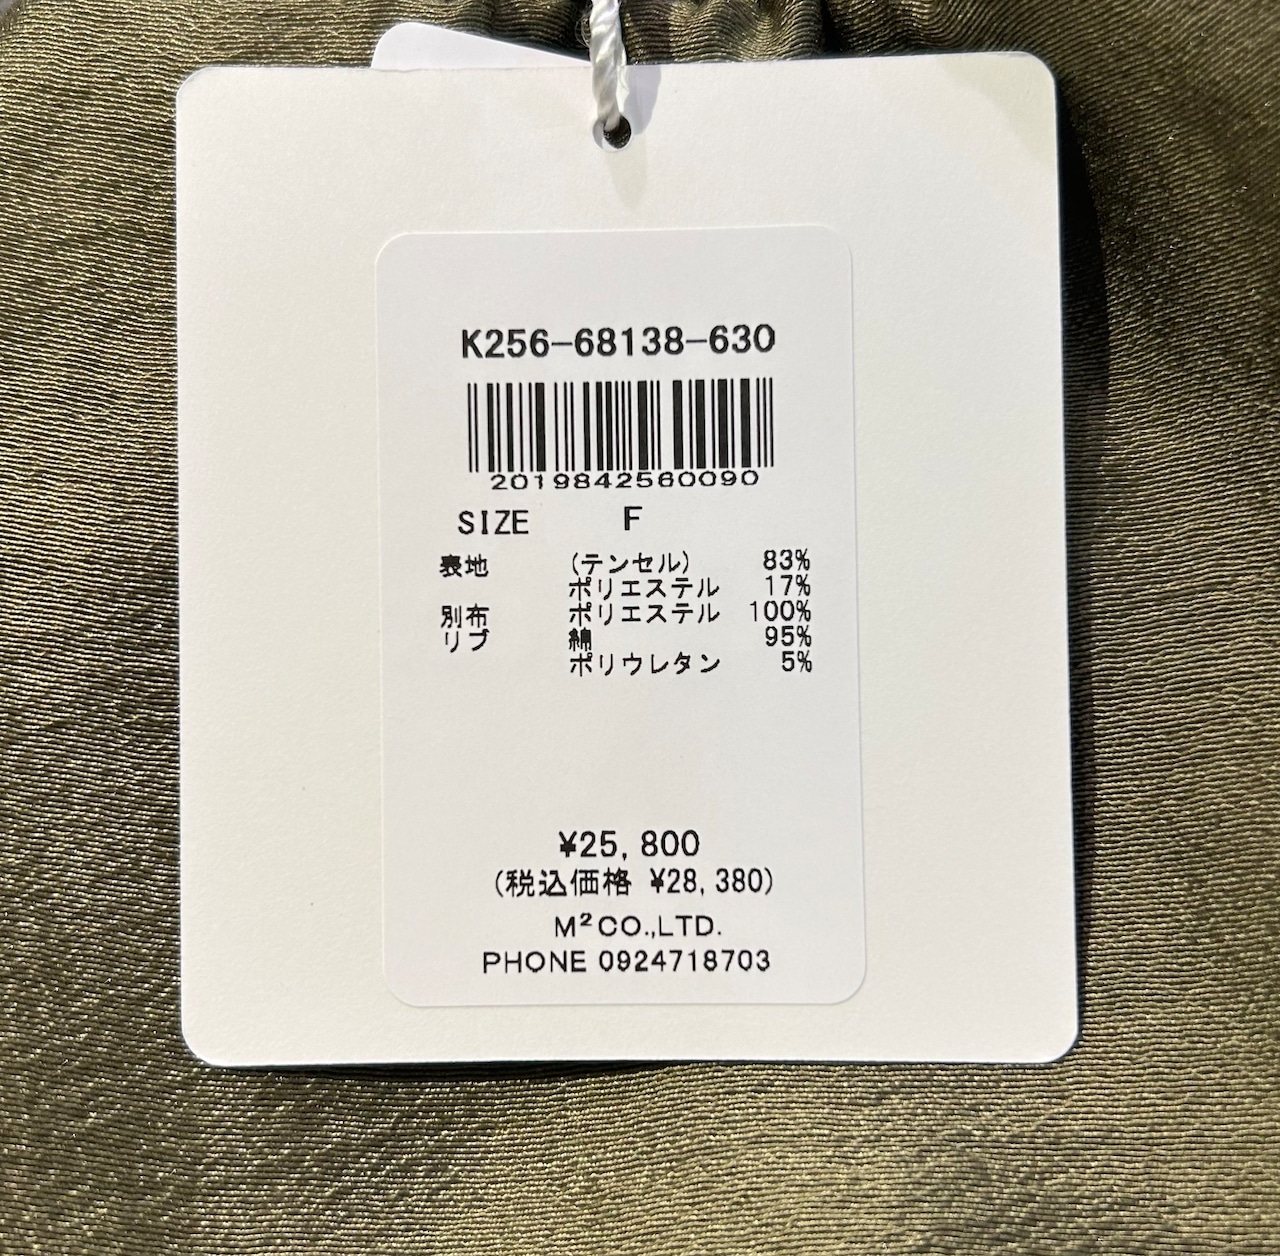 K256-68138-630
2019842560090
SIZE F
表地 (テンセル) 83%
ポリエステル 17%
別布 ポリエステル 100%
リブ 綿 95%
ポリウレタン 5%
¥25,800
(税込価格 ¥28,380)
M²CO.,LTD.
PHONE 0924718703